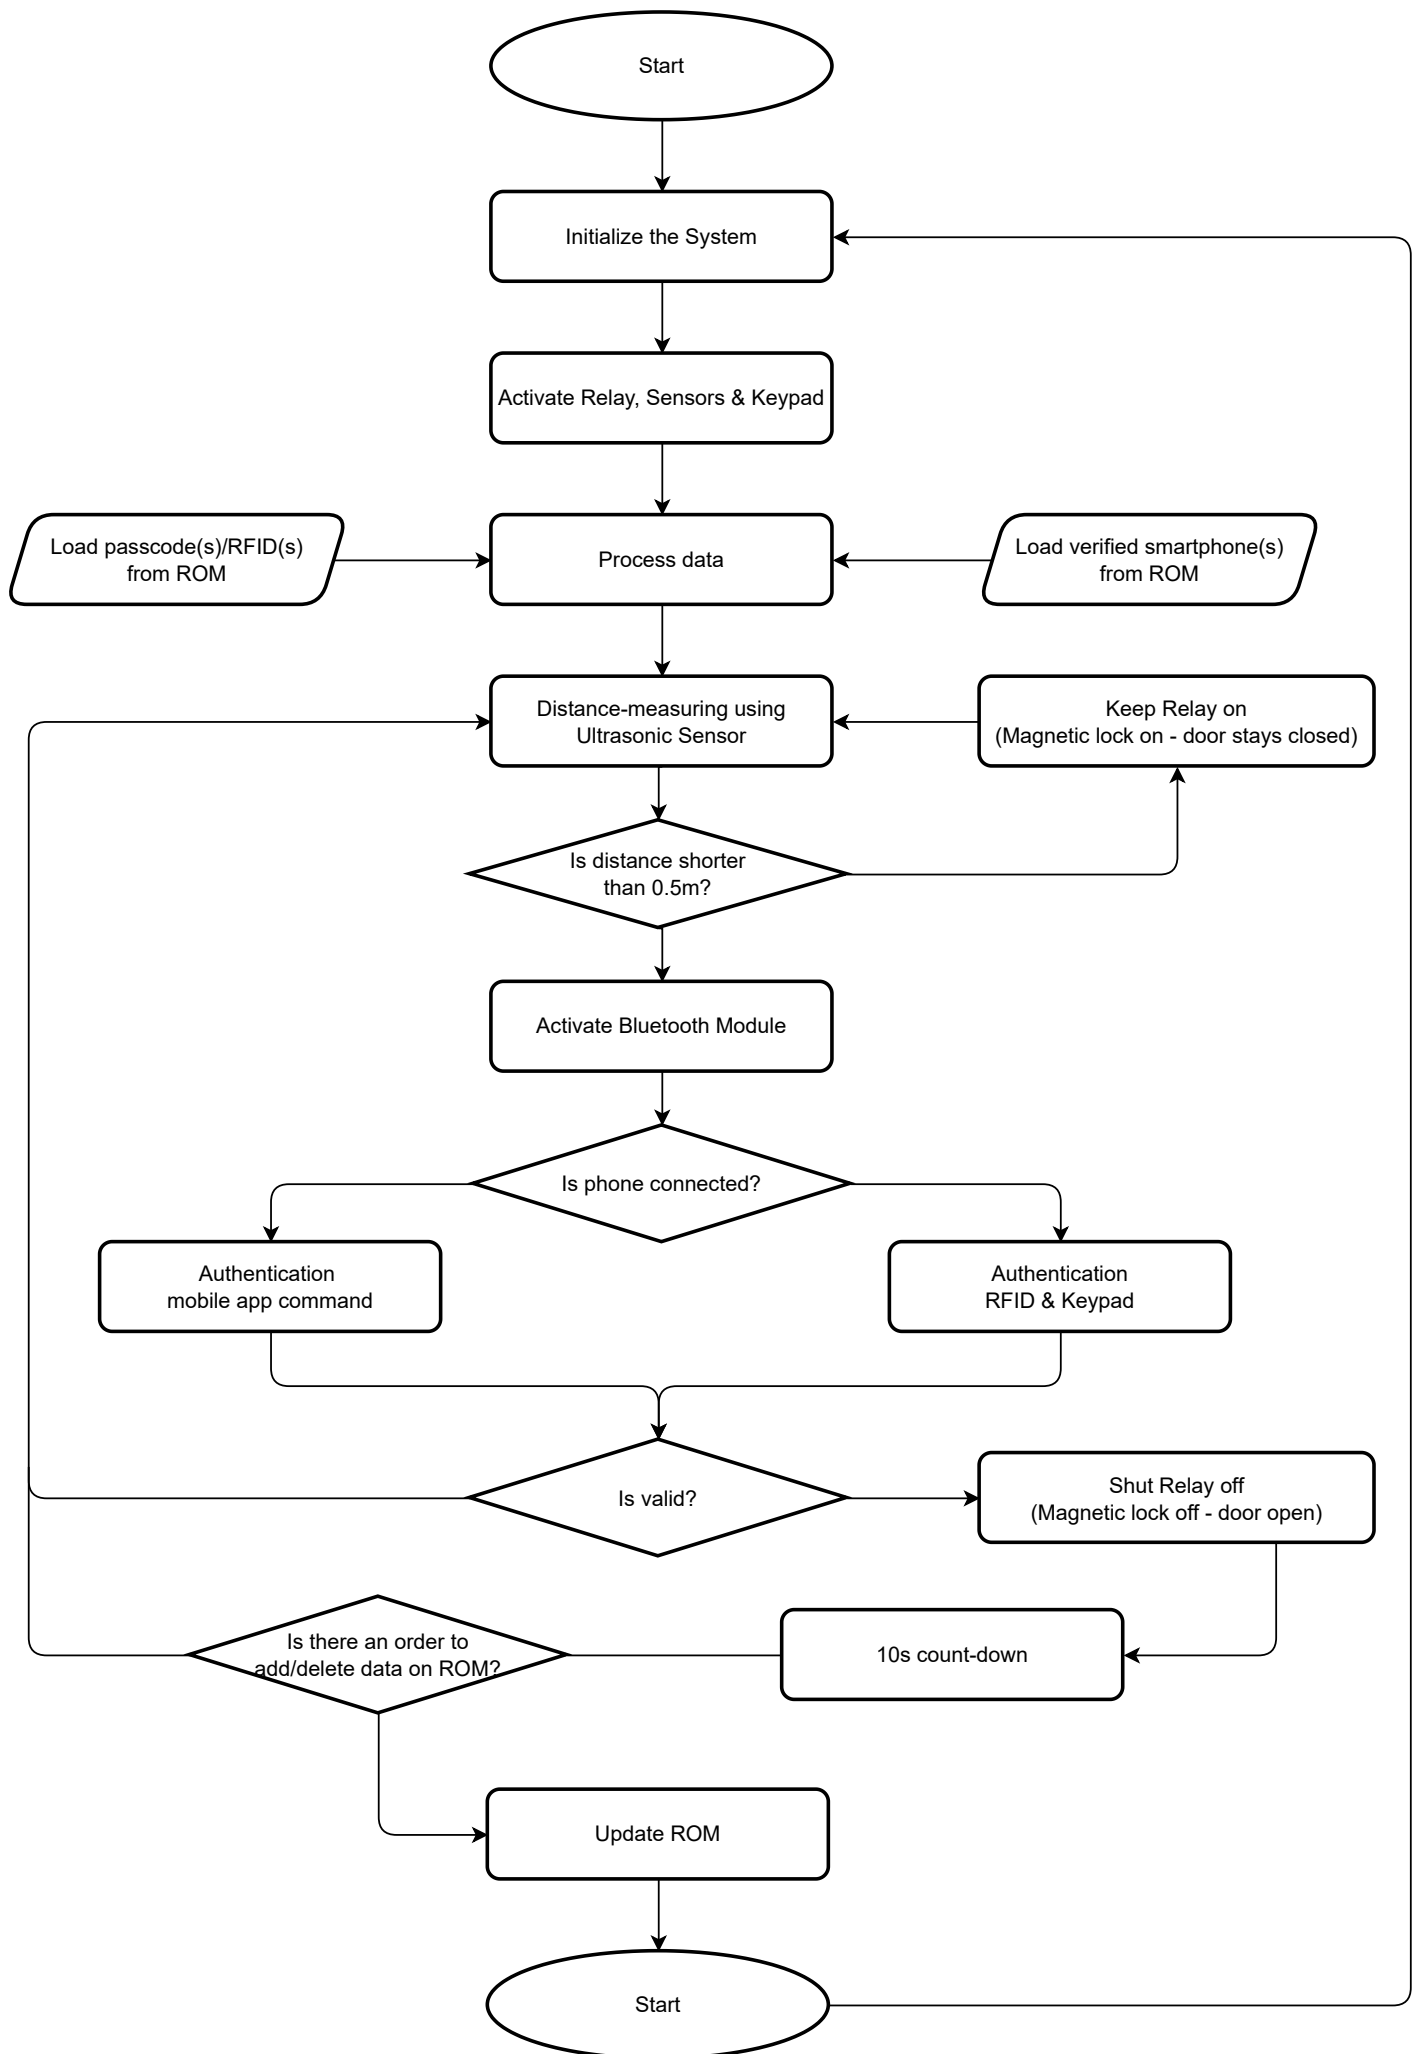 Start
Initialize the System
Activate Relay, Sensors & Keypad
Load passcode(s)/RFID(s)
from ROM
Process data
Load verified smartphone(s)
from ROM
Distance-measuring using
Ultrasonic Sensor
Keep Relay on
(Magnetic lock on - door stays closed)
Is distance shorter
than 0.5m?
Activate Bluetooth Module
Is phone connected?
Authentication
mobile app command
Authentication
RFID & Keypad
Is valid?
Shut Relay off
(Magnetic lock off - door open)
Is there an order to
add/delete data on ROM?
10s count-down
Update ROM
Start